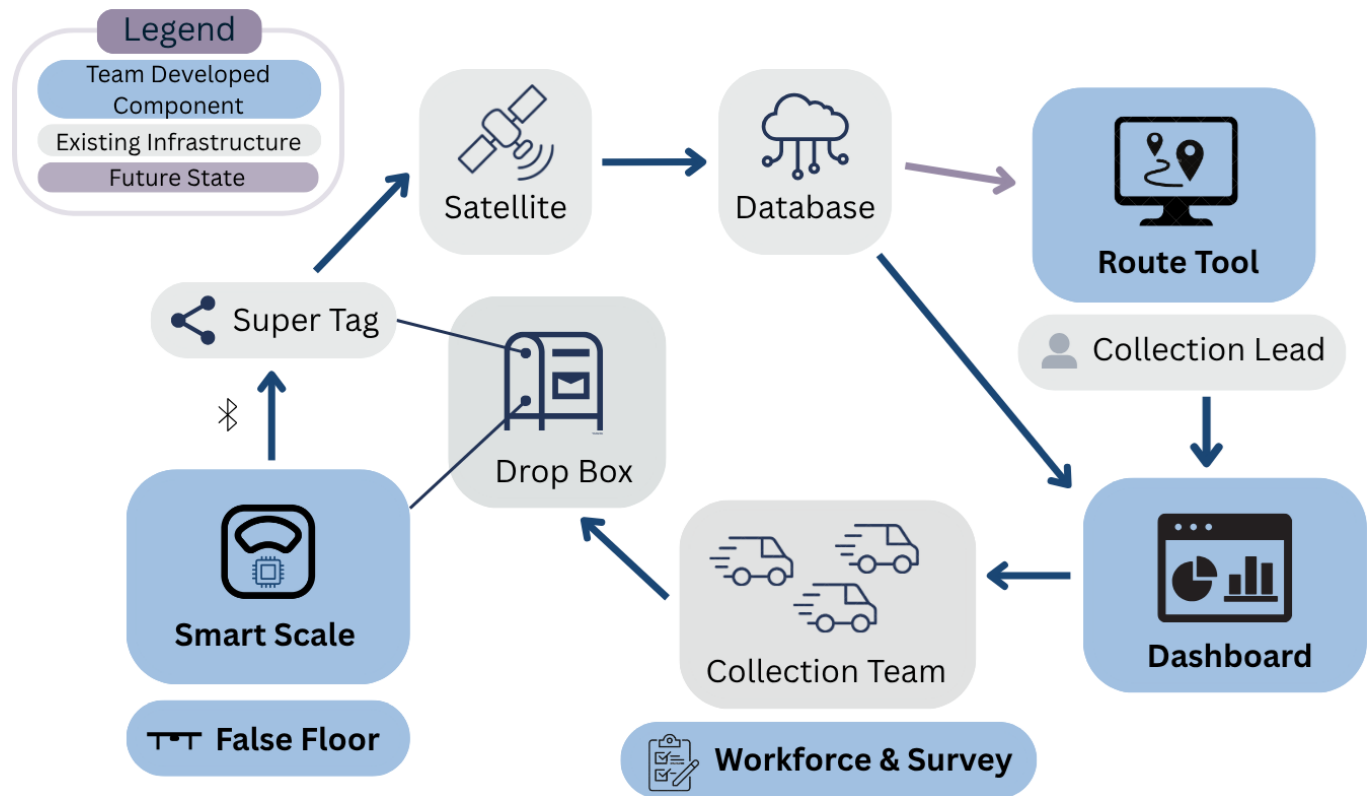 Legend
Team Developed
Component
Existing Infrastructure
Future State
Satellite
Database
Route Tool
Super Tag
Collection Lead
Drop Box
Smart Scale
Collection Team
Dashboard
False Floor
Workforce & Survey